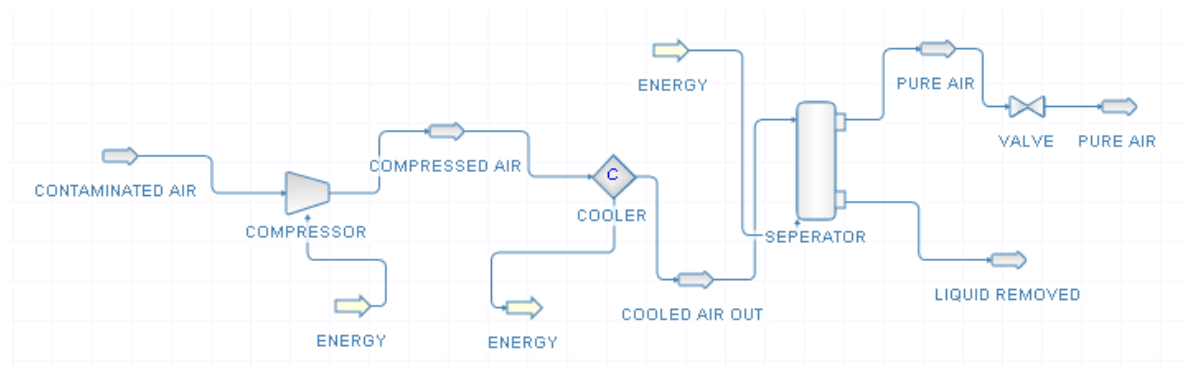 ENERGY
PURE AIR
VALVE
PURE AIR
COMPRESSED AIR
CONTAMINATED AIR
C
COOLER
COMPRESSOR
SEPERATOR
LIQUID REMOVED
COOLED AIR OUT
ENERGY
ENERGY